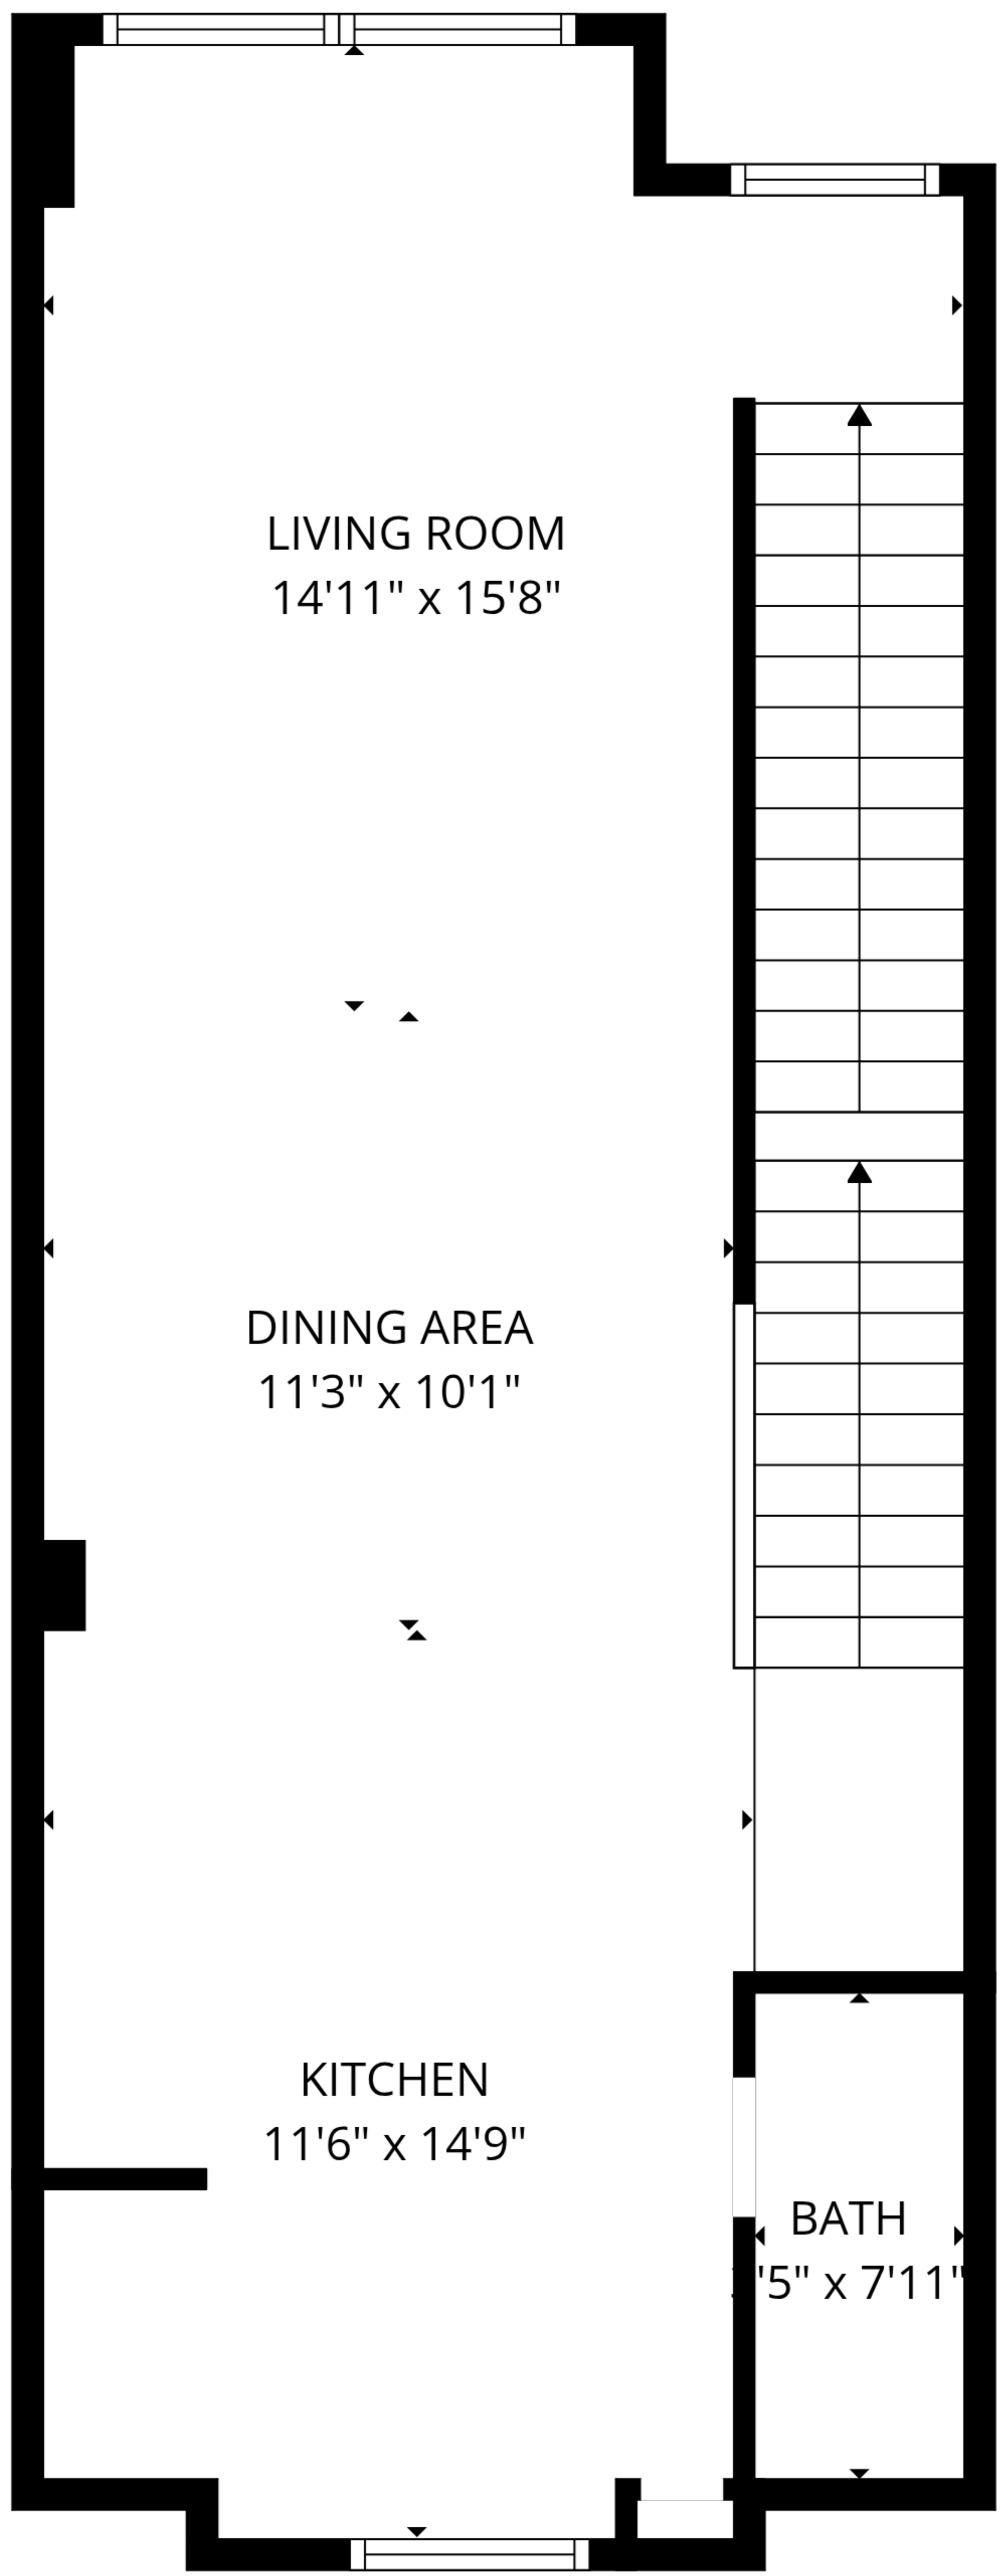 LIVING ROOM
14'11" x 15'8"
DINING AREA
11'3" x 10'1"
KITCHEN
11'6" x 14'9"
BATH
'5" x 7'11"